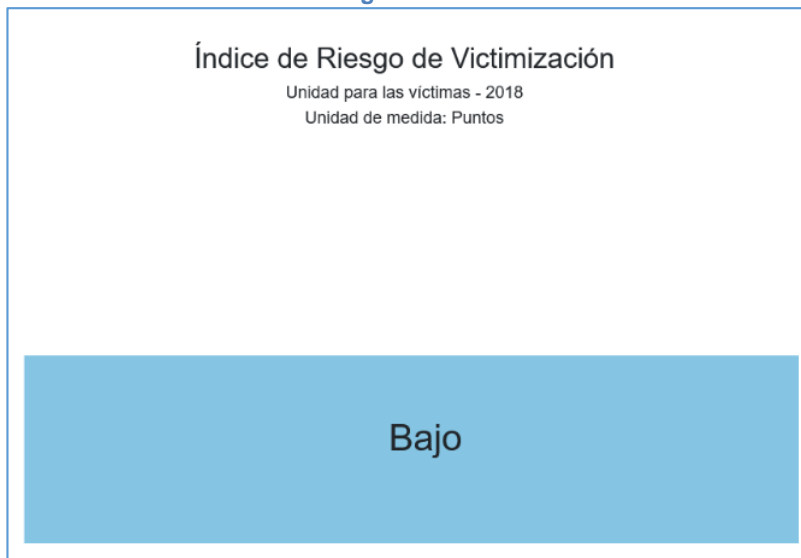 Índice de Riesgo de Victimización
Unidad para las víctimas - 2018
Unidad de medida: Puntos
Bajo